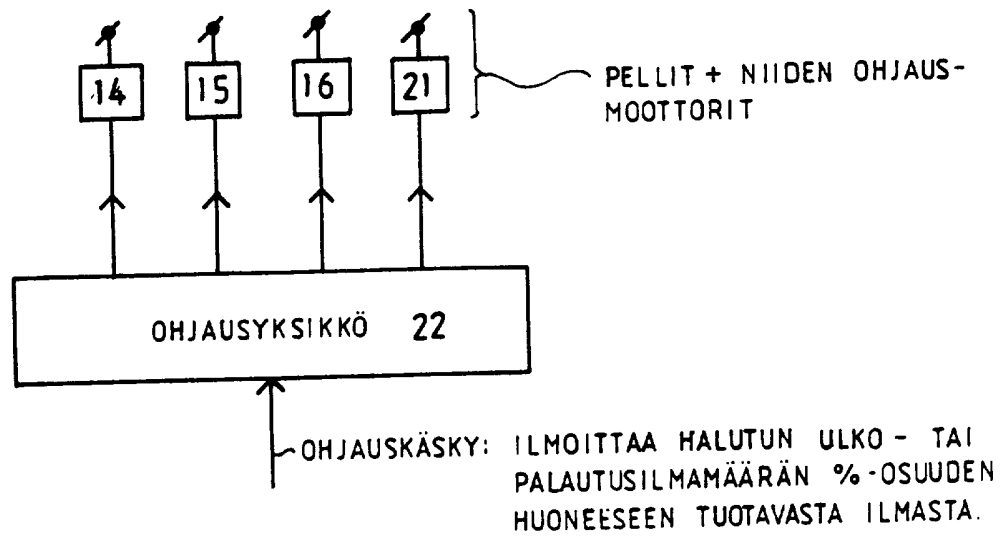 14 15 16 21
PELLIT + NIIDEN OHJAUS-
MOOTTORIT
OHJAUSYKSIKKÖ 22
OHJAUSKÄSKY: ILMOITTAA HALUTUN ULKO- TAI
PALAUTUSILMAMÄÄRÄN %-OSUUDEN
HUONEESEEN TUOTAVASTA ILMASTA.